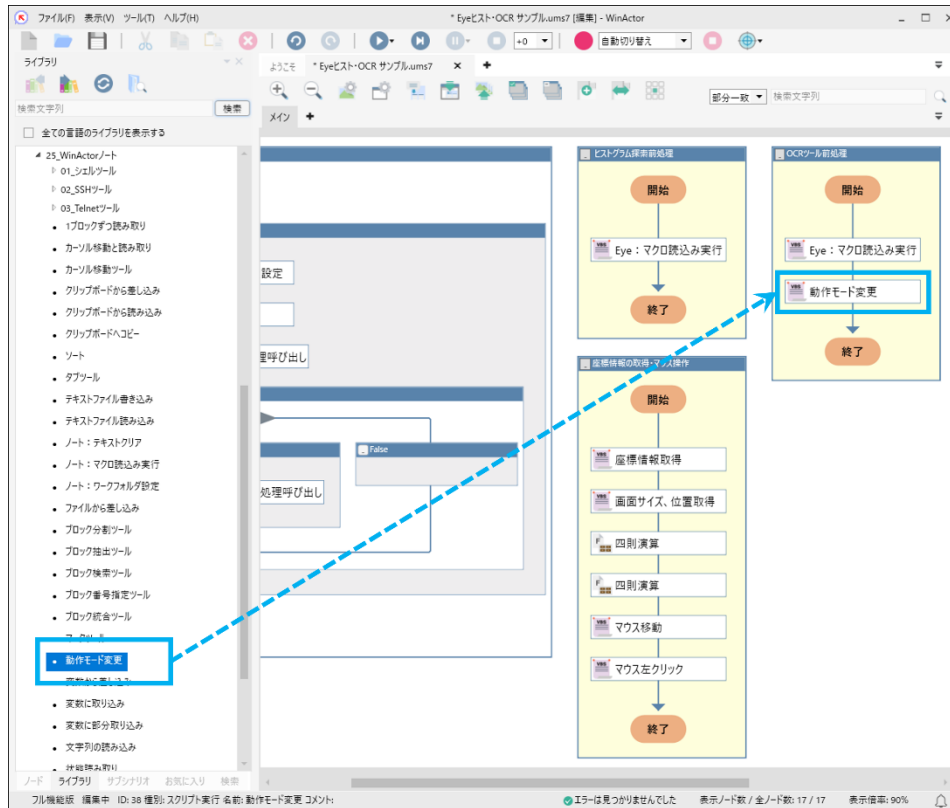 ファイル(F) 表示(V) ツール(T) ヘルプ(H)
* Eyeヒスト・OCR サンプル.ums7 [編集] - WinActor
+0
自動切り替え
ライブラリ
ようこそ
* Eyeヒスト・OCR サンプル.ums7
検索文字列
検索
部分一致
検索文字列
全ての言語のライブラリを表示する
メイン
25_WinActorノート
01_シェルツール
02_SSHツール
03_Telnetツール
1ブロックずつ読み取り
カーソル移動と読み取り
カーソル移動ツール
クリップボードから差し込み
クリップボードから読み込み
クリップボードへコピー
ソート
タブツール
テキストファイル書き込み
テキストファイル読み込み
ノート：テキストクリア
ノート：マクロ読込み実行
ノート：ワークフォルダ設定
ファイルから差し込み
ブロック分割ツール
ブロック抽出ツール
ブロック検索ツール
ブロック番号指定ツール
ブロック統合ツール
動作モード変更
変数に取り込み
変数に部分取り込み
文字列の読み込み
状態読み取り
設定
理呼び出し
処理呼び出し
False
ヒストグラム探索前処理
開始
Eye：マクロ読込み実行
終了
OCRツール前処理
開始
Eye：マクロ読込み実行
動作モード変更
終了
座標情報の取得・マウス操作
開始
座標情報取得
画面サイズ、位置取得
四則演算
四則演算
マウス移動
マウス左クリック
終了
ノード
ライブラリ
サブシナリオ
お気に入り
検索
フル機能版 編集中 ID: 38 種別: スクリプト実行 名前: 動作モード変更 コメント:
エラーは見つかりませんでした
表示ノード数 / 全ノード数: 17 / 17
表示倍率: 90%